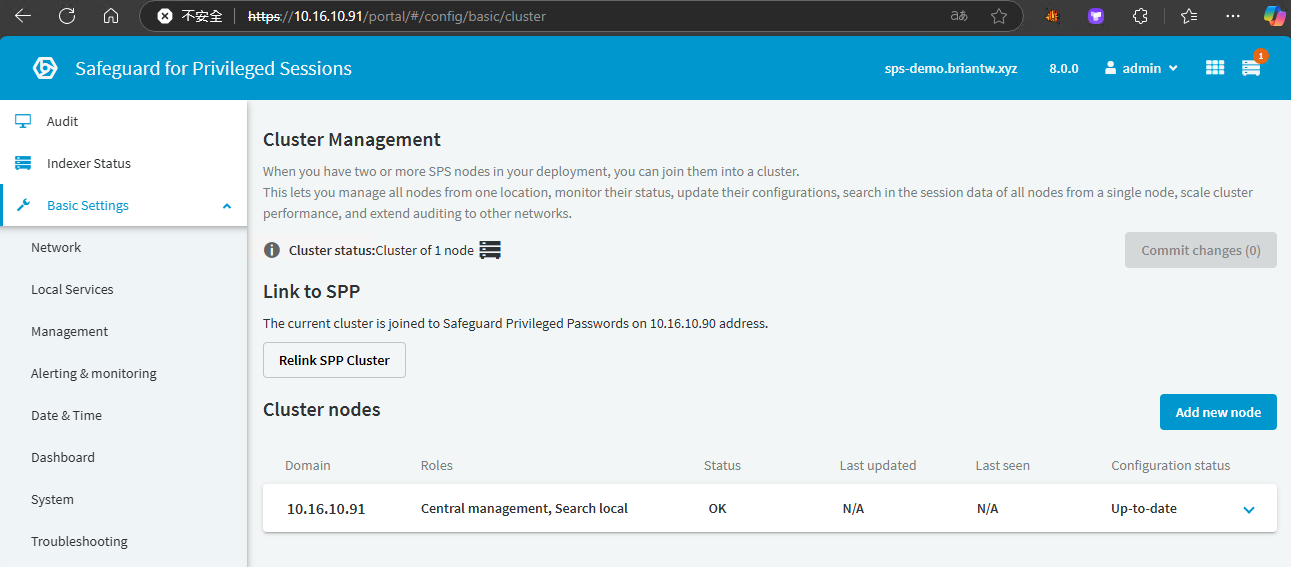 不安全 https://10.16.10.91/portal/#/config/basic/cluster aあ
Safeguard for Privileged Sessions sps-demo.briantw.xyz 8.0.0 admin 1
Audit
Indexer Status
Basic Settings
Network
Local Services
Management
Alerting & monitoring
Date & Time
Dashboard
System
Troubleshooting
Cluster Management
When you have two or more SPS nodes in your deployment, you can join them into a cluster.
This lets you manage all nodes from one location, monitor their status, update their configurations, search in the session data of all nodes from a single node, scale cluster
performance, and extend auditing to other networks.
Cluster status:Cluster of 1 node
Commit changes (0)
Link to SPP
The current cluster is joined to Safeguard Privileged Passwords on 10.16.10.90 address.
Relink SPP Cluster
Cluster nodes
Add new node
Domain Roles Status Last updated Last seen Configuration status
10.16.10.91 Central management, Search local OK N/A N/A Up-to-date